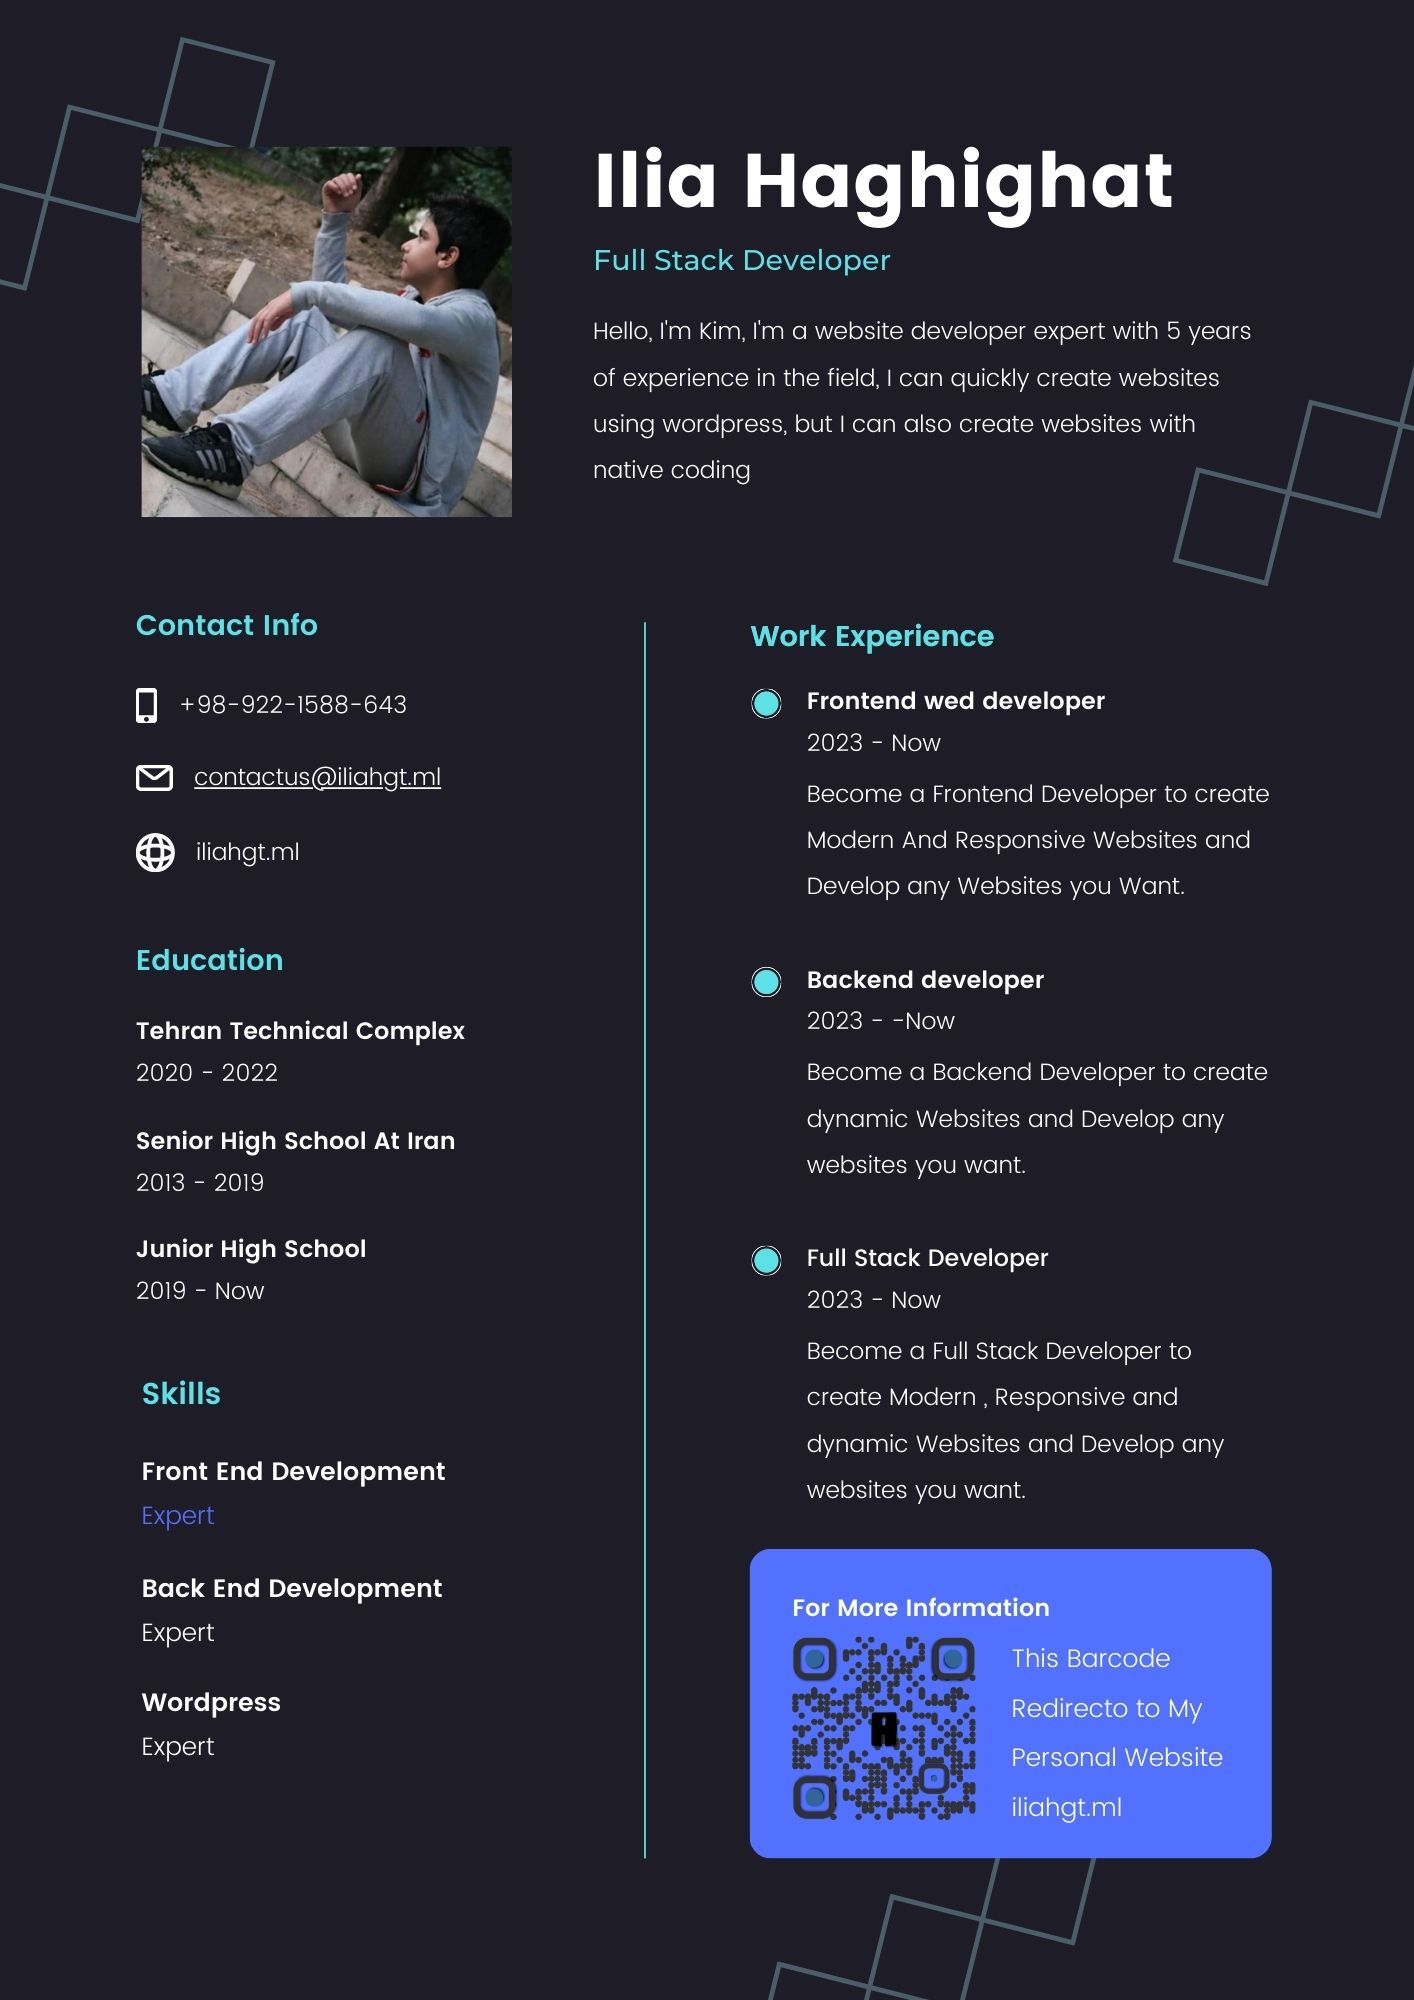 Ilia Haghighat
Full Stack Developer
Hello, I'm Kim, I'm a website developer expert with 5 years
of experience in the field, I can quickly create websites
using wordpress, but I can also create websites with
native coding
Contact Info
+98-922-1588-643
contactus@iliahgt.ml
iliahgt.ml
Education
Tehran Technical Complex
2020 - 2022
Senior High School At Iran
2013 - 2019
Junior High School
2019 - Now
Skills
Front End Development
Expert
Back End Development
Expert
Wordpress
Expert
Work Experience
Frontend wed developer
2023 - Now
Become a Frontend Developer to create
Modern And Responsive Websites and
Develop any Websites you Want.
Backend developer
2023 - -Now
Become a Backend Developer to create
dynamic Websites and Develop any
websites you want.
Full Stack Developer
2023 - Now
Become a Full Stack Developer to
create Modern , Responsive and
dynamic Websites and Develop any
websites you want.
For More Information
This Barcode
Redirecto to My
Personal Website
iliahgt.ml